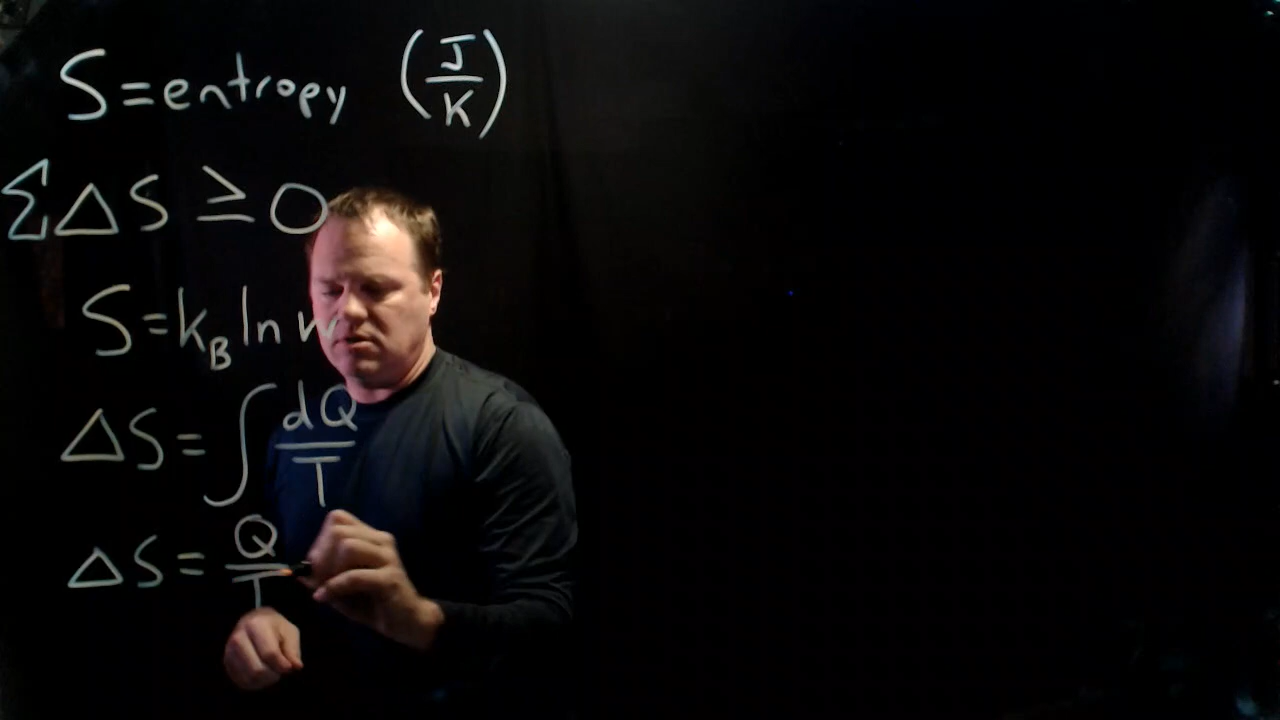 S = entropy (J/K)
ΣΔS ≥ 0
S = k_B ln w
ΔS = ∫ dQ/T
ΔS = Q/T